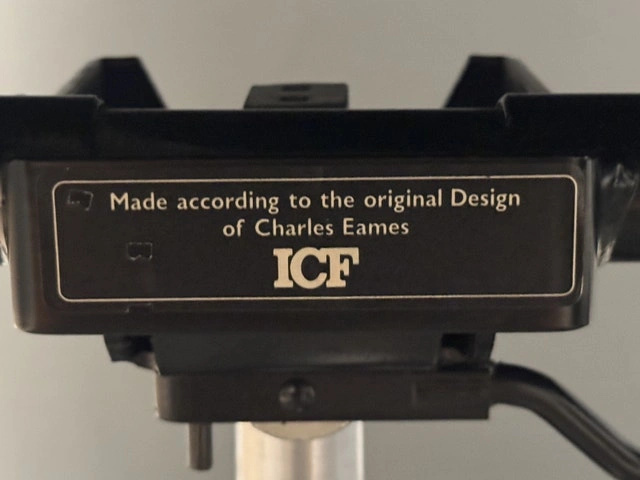 Made according to the original Design
of Charles Eames
ICF